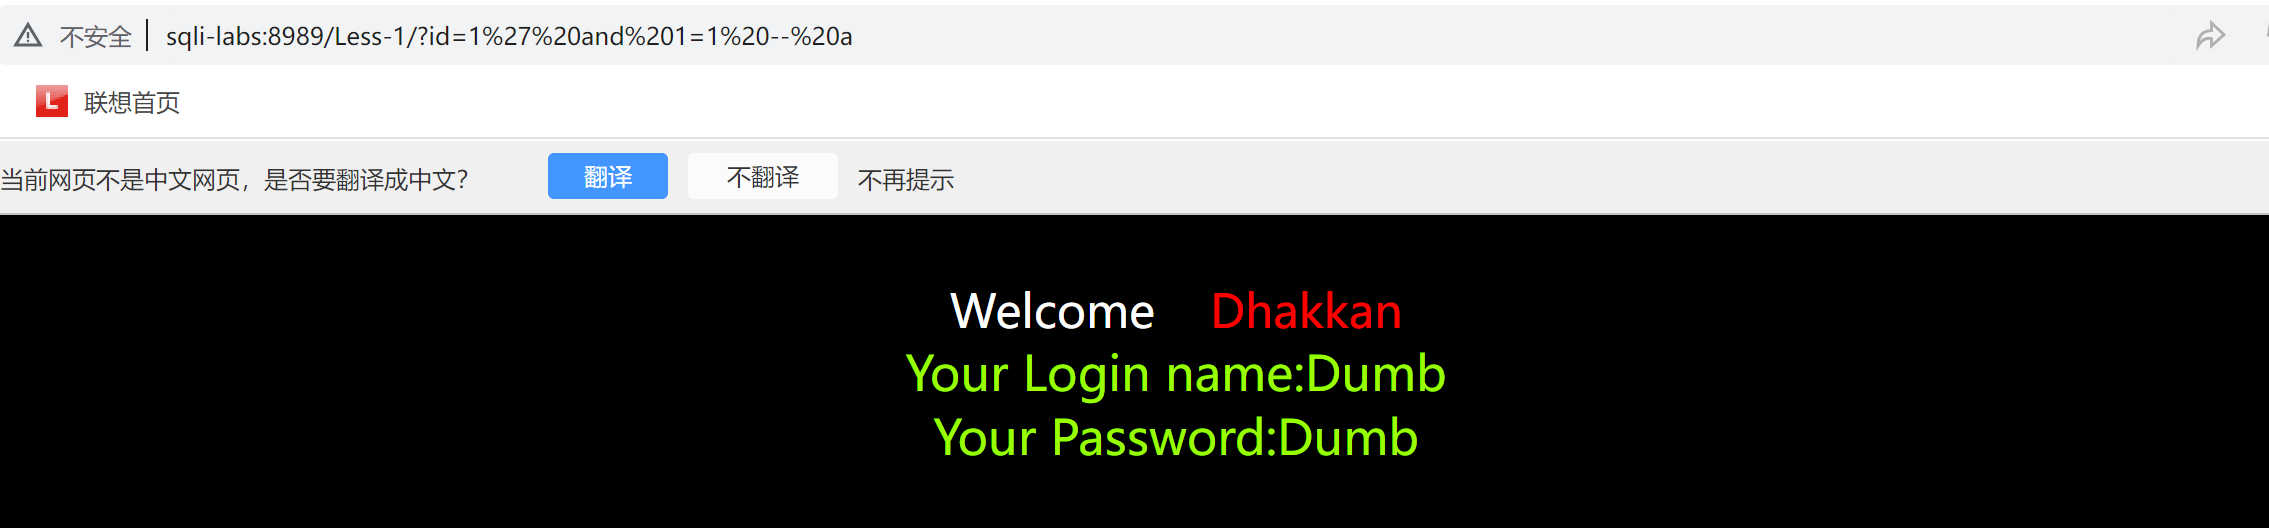 不安全 sqli-labs:8989/Less-1/?id=1%27%20and%201=1%20--%20a
L 联想首页
当前网页不是中文网页，是否要翻译成中文? 翻译 不翻译 不再提示
Welcome Dhakkan
Your Login name:Dumb
Your Password:Dumb